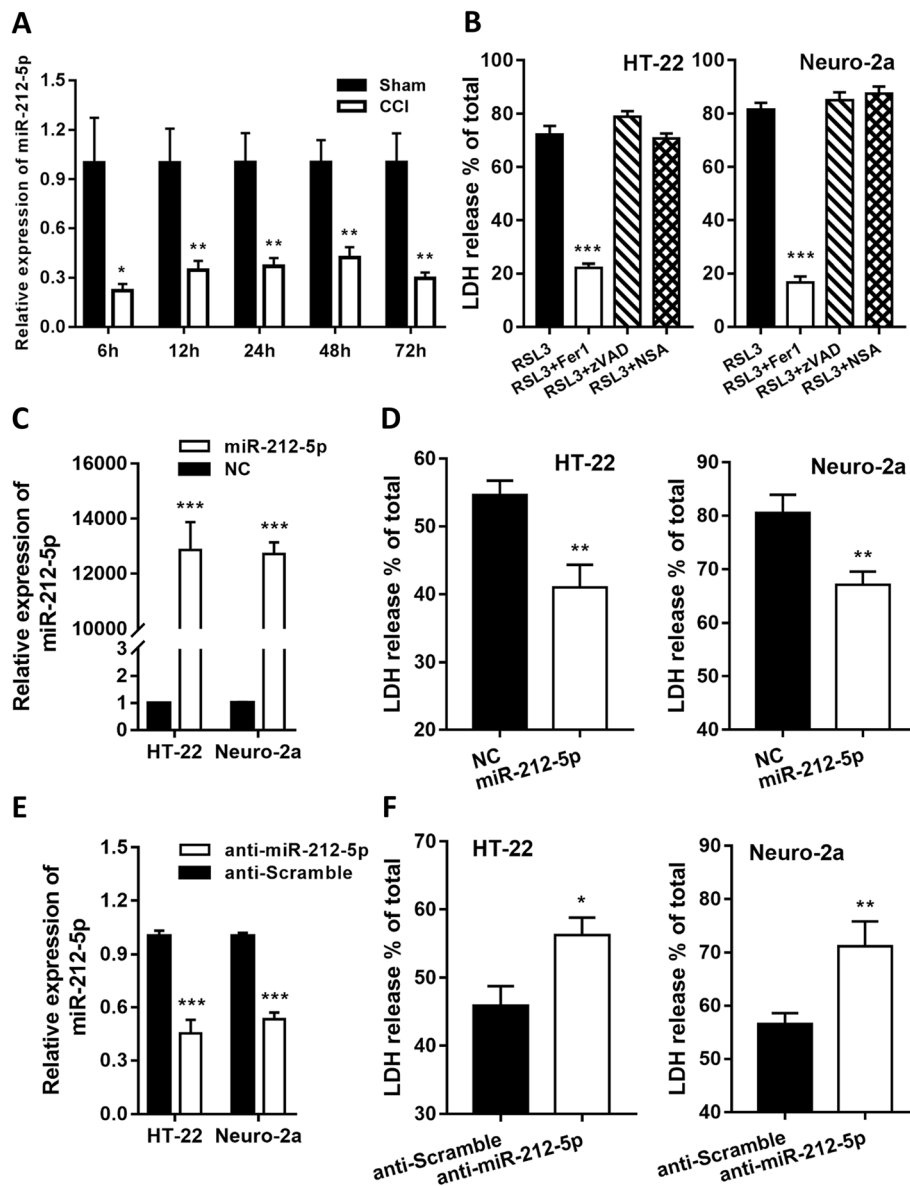 A
Relative expression of miR-212-5p
1.5
1.2
0.9
0.6
0.3
0.0
Sham
CCI
*
**
**
**
**
6h
12h
24h
48h
72h
B
LDH release % of total
100
80
60
40
20
0
HT-22
***
RSL3
RSL3+Fer1
RSL3+zVAD
RSL3+NSA
100
80
60
40
20
0
Neuro-2a
***
RSL3
RSL3+Fer1
RSL3+zVAD
RSL3+NSA
C
Relative expression of
miR-212-5p
miR-212-5p
NC
16000
14000
12000
10000
3
2
1
0
***
***
HT-22
Neuro-2a
D
LDH release % of total
60
50
40
30
20
HT-22
**
NC
miR-212-5p
LDH release % of total
90
80
70
60
50
40
Neuro-2a
**
NC
miR-212-5p
E
Relative expression of
miR-212-5p
1.5
1.2
0.9
0.6
0.3
0.0
anti-miR-212-5p
anti-Scramble
***
***
HT-22
Neuro-2a
F
LDH release % of total
70
60
50
40
30
HT-22
*
anti-Scramble
anti-miR-212-5p
LDH release % of total
90
80
70
60
50
40
Neuro-2a
**
anti-Scramble
anti-miR-212-5p